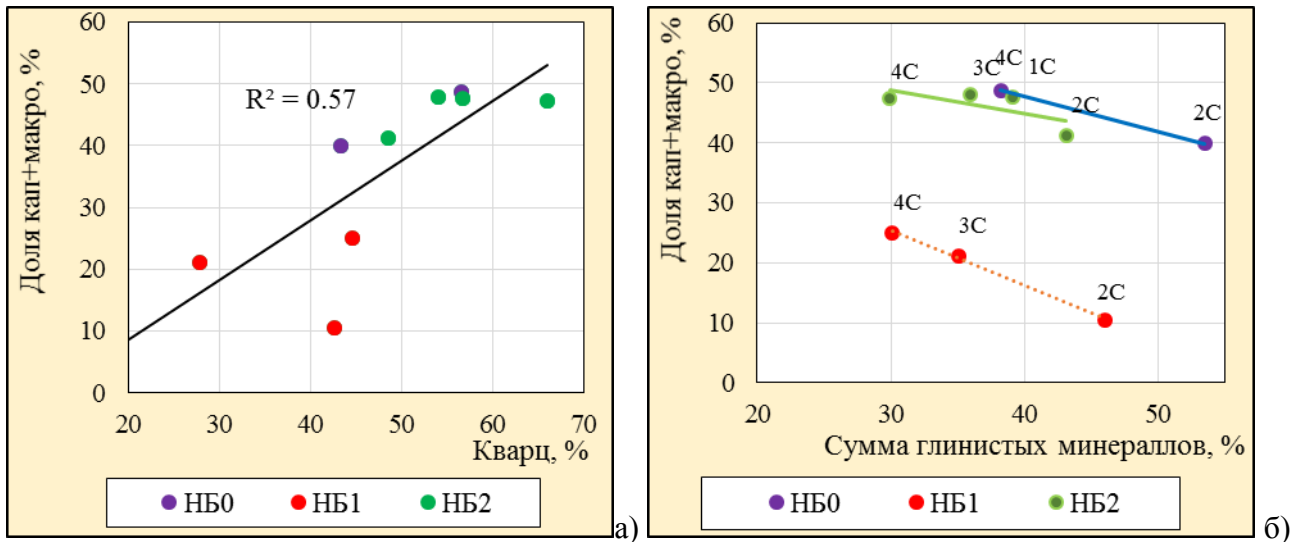 60
50
40
30
20
10
0
Доля кап+макро, %
R² = 0.57
20 30 40 50 60 70
Кварц, %
НБ0 НБ1 НБ2
а)
60
50
40
30
20
10
0
Доля кап+макро, %
4С 3С 4С 1С 2С 2С
4С 3С 2С
20 30 40 50
Сумма глинистых минераллов, %
НБ0 НБ1 НБ2
б)